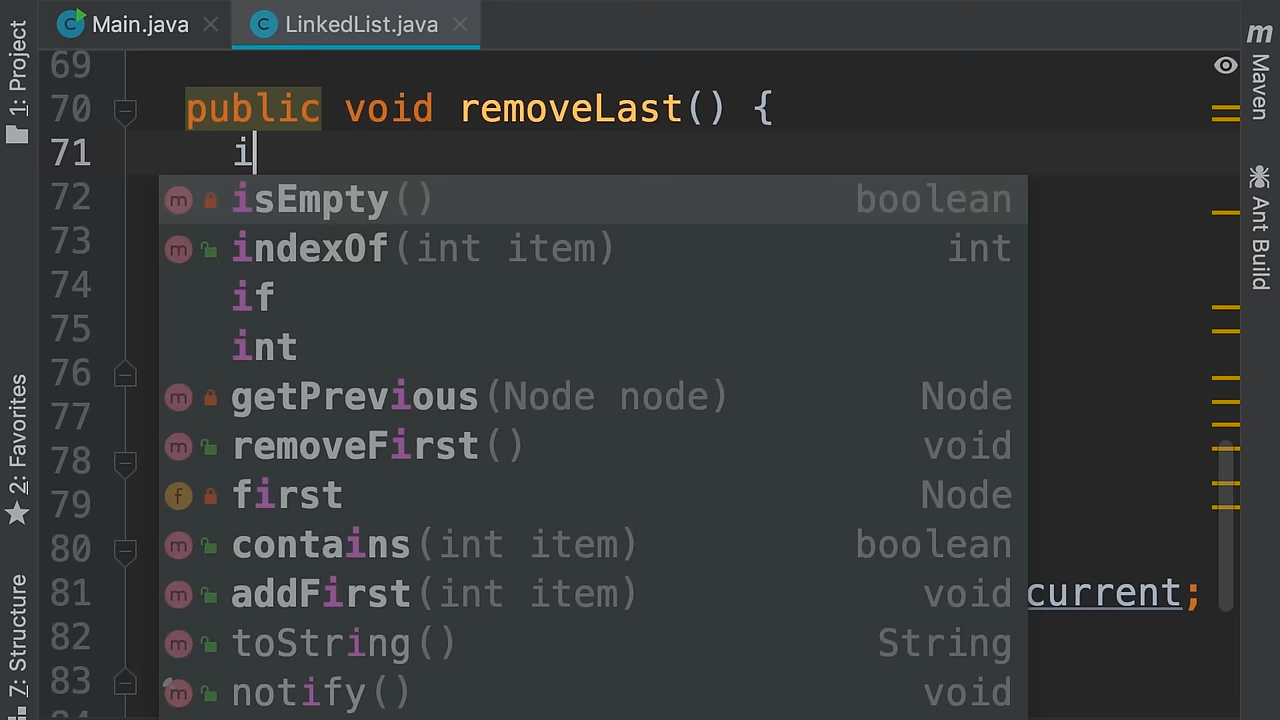 Main.java
LinkedList.java
69
70 public void removeLast() {
71 i
72 isEmpty() boolean
73 indexOf(int item) int
74 if
75 int
76 getPrevious(Node node) Node
77 removeFirst() void
78 first Node
79 contains(int item) boolean
80 addFirst(int item) void
81 current;
82 toString() String
83 notify() void
1: Project
2: Favorites
7: Structure
m Maven
Ant Build